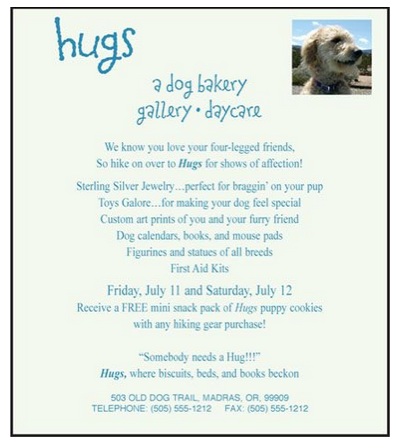 hugs
a dog bakery
gallery • daycare
We know you love your four-legged friends,
So hike on over to Hugs for shows of affection!
Sterling Silver Jewelry…perfect for braggin' on your pup
Toys Galore…for making your dog feel special
Custom art prints of you and your furry friend
Dog calendars, books, and mouse pads
Figurines and statues of all breeds
First Aid Kits
Friday, July 11 and Saturday, July 12
Receive a FREE mini snack pack of Hugs puppy cookies
with any hiking gear purchase!
“Somebody needs a Hug!!!”
Hugs, where biscuits, beds, and books beckon
503 OLD DOG TRAIL, MADRAS, OR, 99909
TELEPHONE: (505) 555-1212 FAX: (505) 555-1212